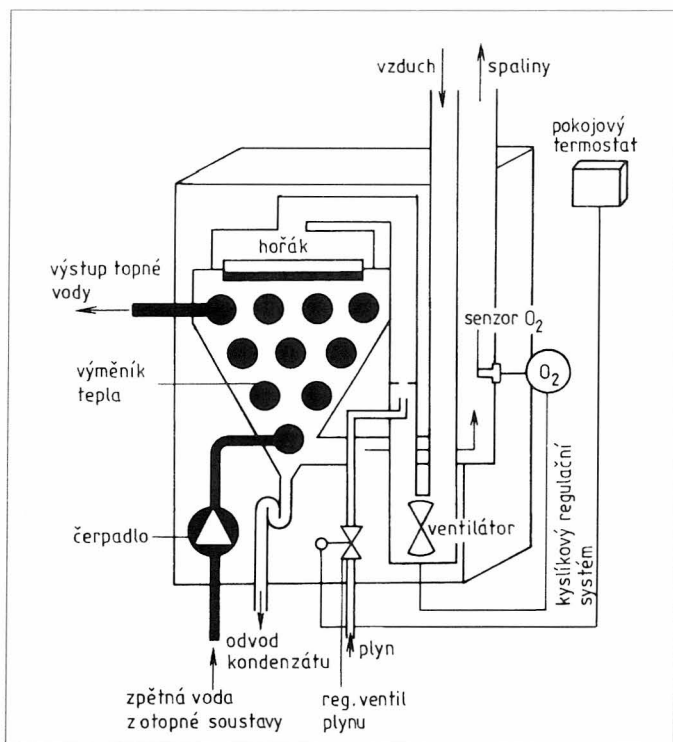 vzduch
spaliny
pokojový
termostat
hořák
výstup topné
vody
senzor O₂
O₂
výměník
tepla
čerpadlo
ventilátor
kyslíkový regulační
systém
odvod
kondenzátu
plyn
zpětná voda
z otopné soustavy
reg. ventil
plynu